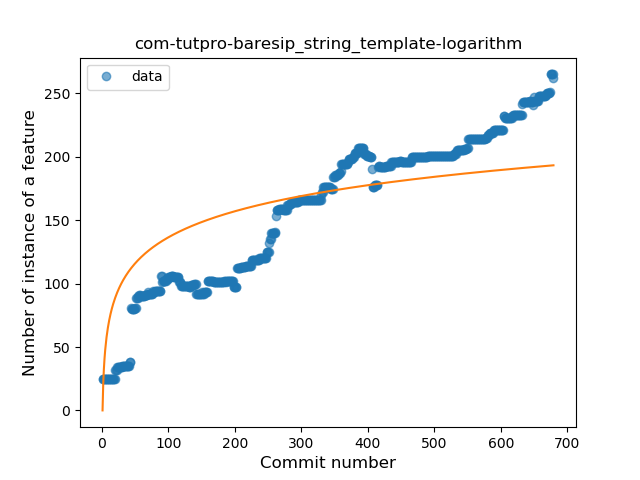 com-tutpro-baresip_string_template-logarithm
data
Number of instance of a feature
250
200
150
100
50
0
0 100 200 300 400 500 600 700
Commit number